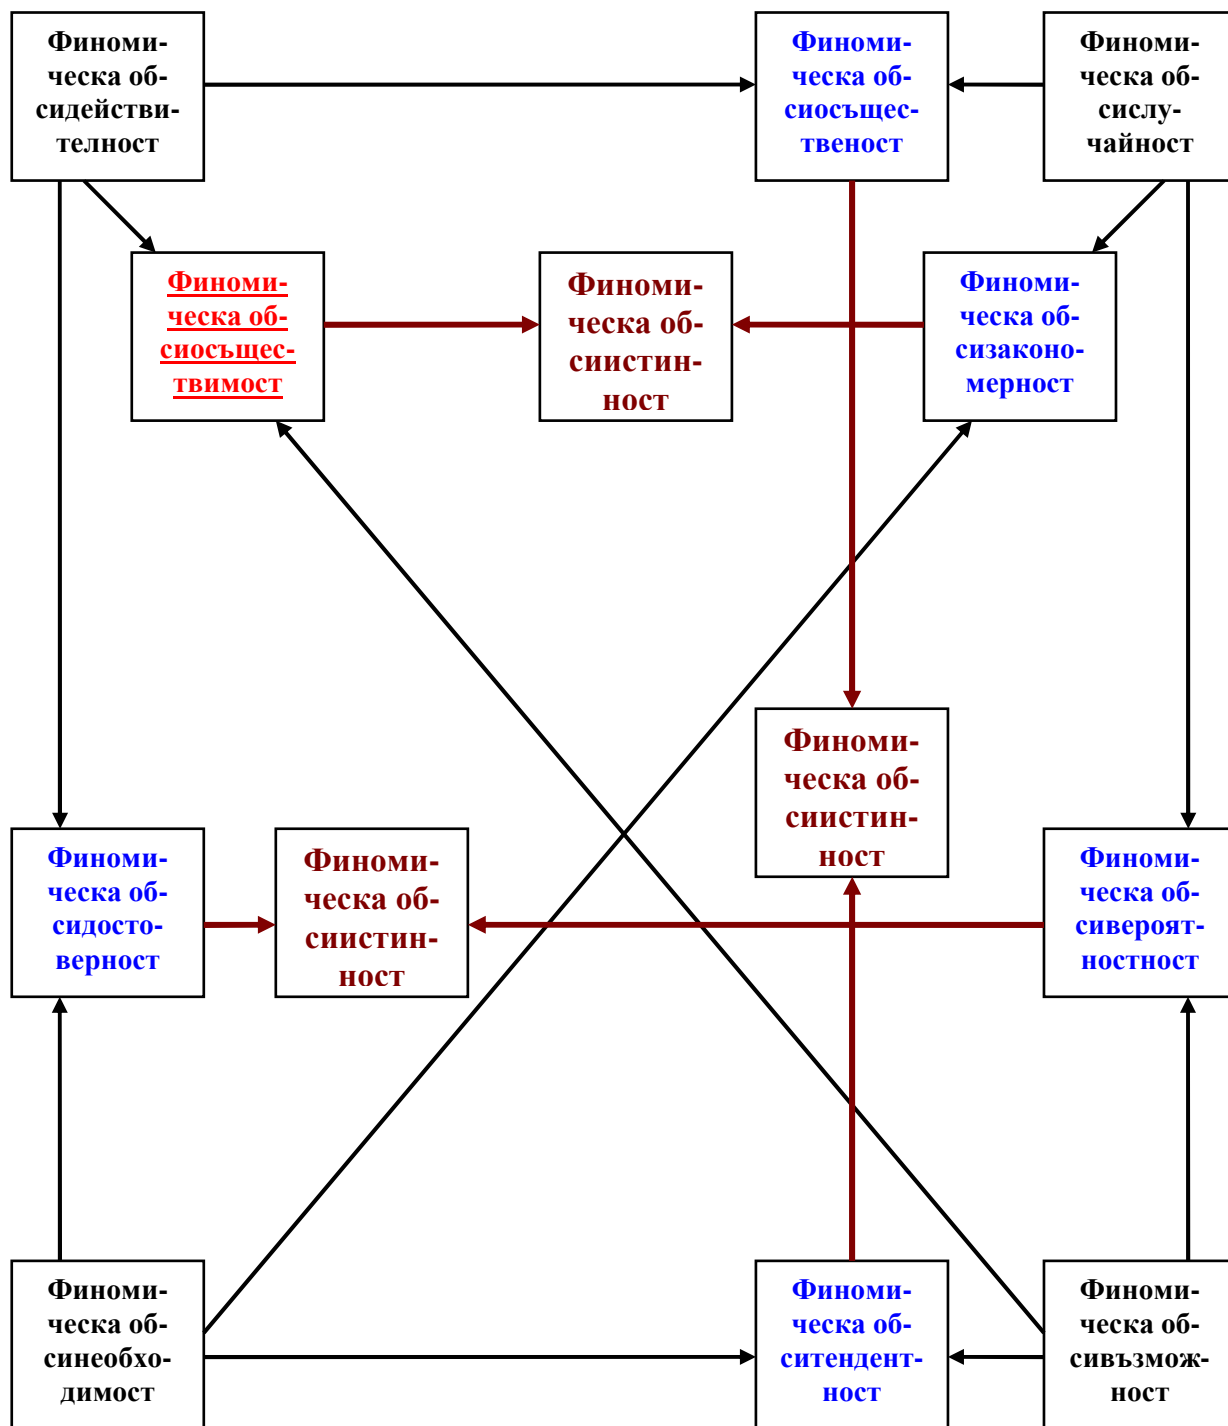 Финоми-
ческа об-
сидействи-
телност
Финоми-
ческа об-
сиосъщес-
твеност
Финоми-
ческа об-
сислу-
чайност
Финоми-
ческа об-
сиосъщес-
твимост
Финоми-
ческа об-
сиистин-
ност
Финоми-
ческа об-
сизаконо-
мерност
Финоми-
ческа об-
сиистин-
ност
Финоми-
ческа об-
сидосто-
верност
Финоми-
ческа об-
сиистин-
ност
Финоми-
ческа об-
сивероят-
ностност
Финоми-
ческа об-
синеобхо-
димост
Финоми-
ческа об-
ситендент-
ност
Финоми-
ческа об-
сивъзмож-
ност